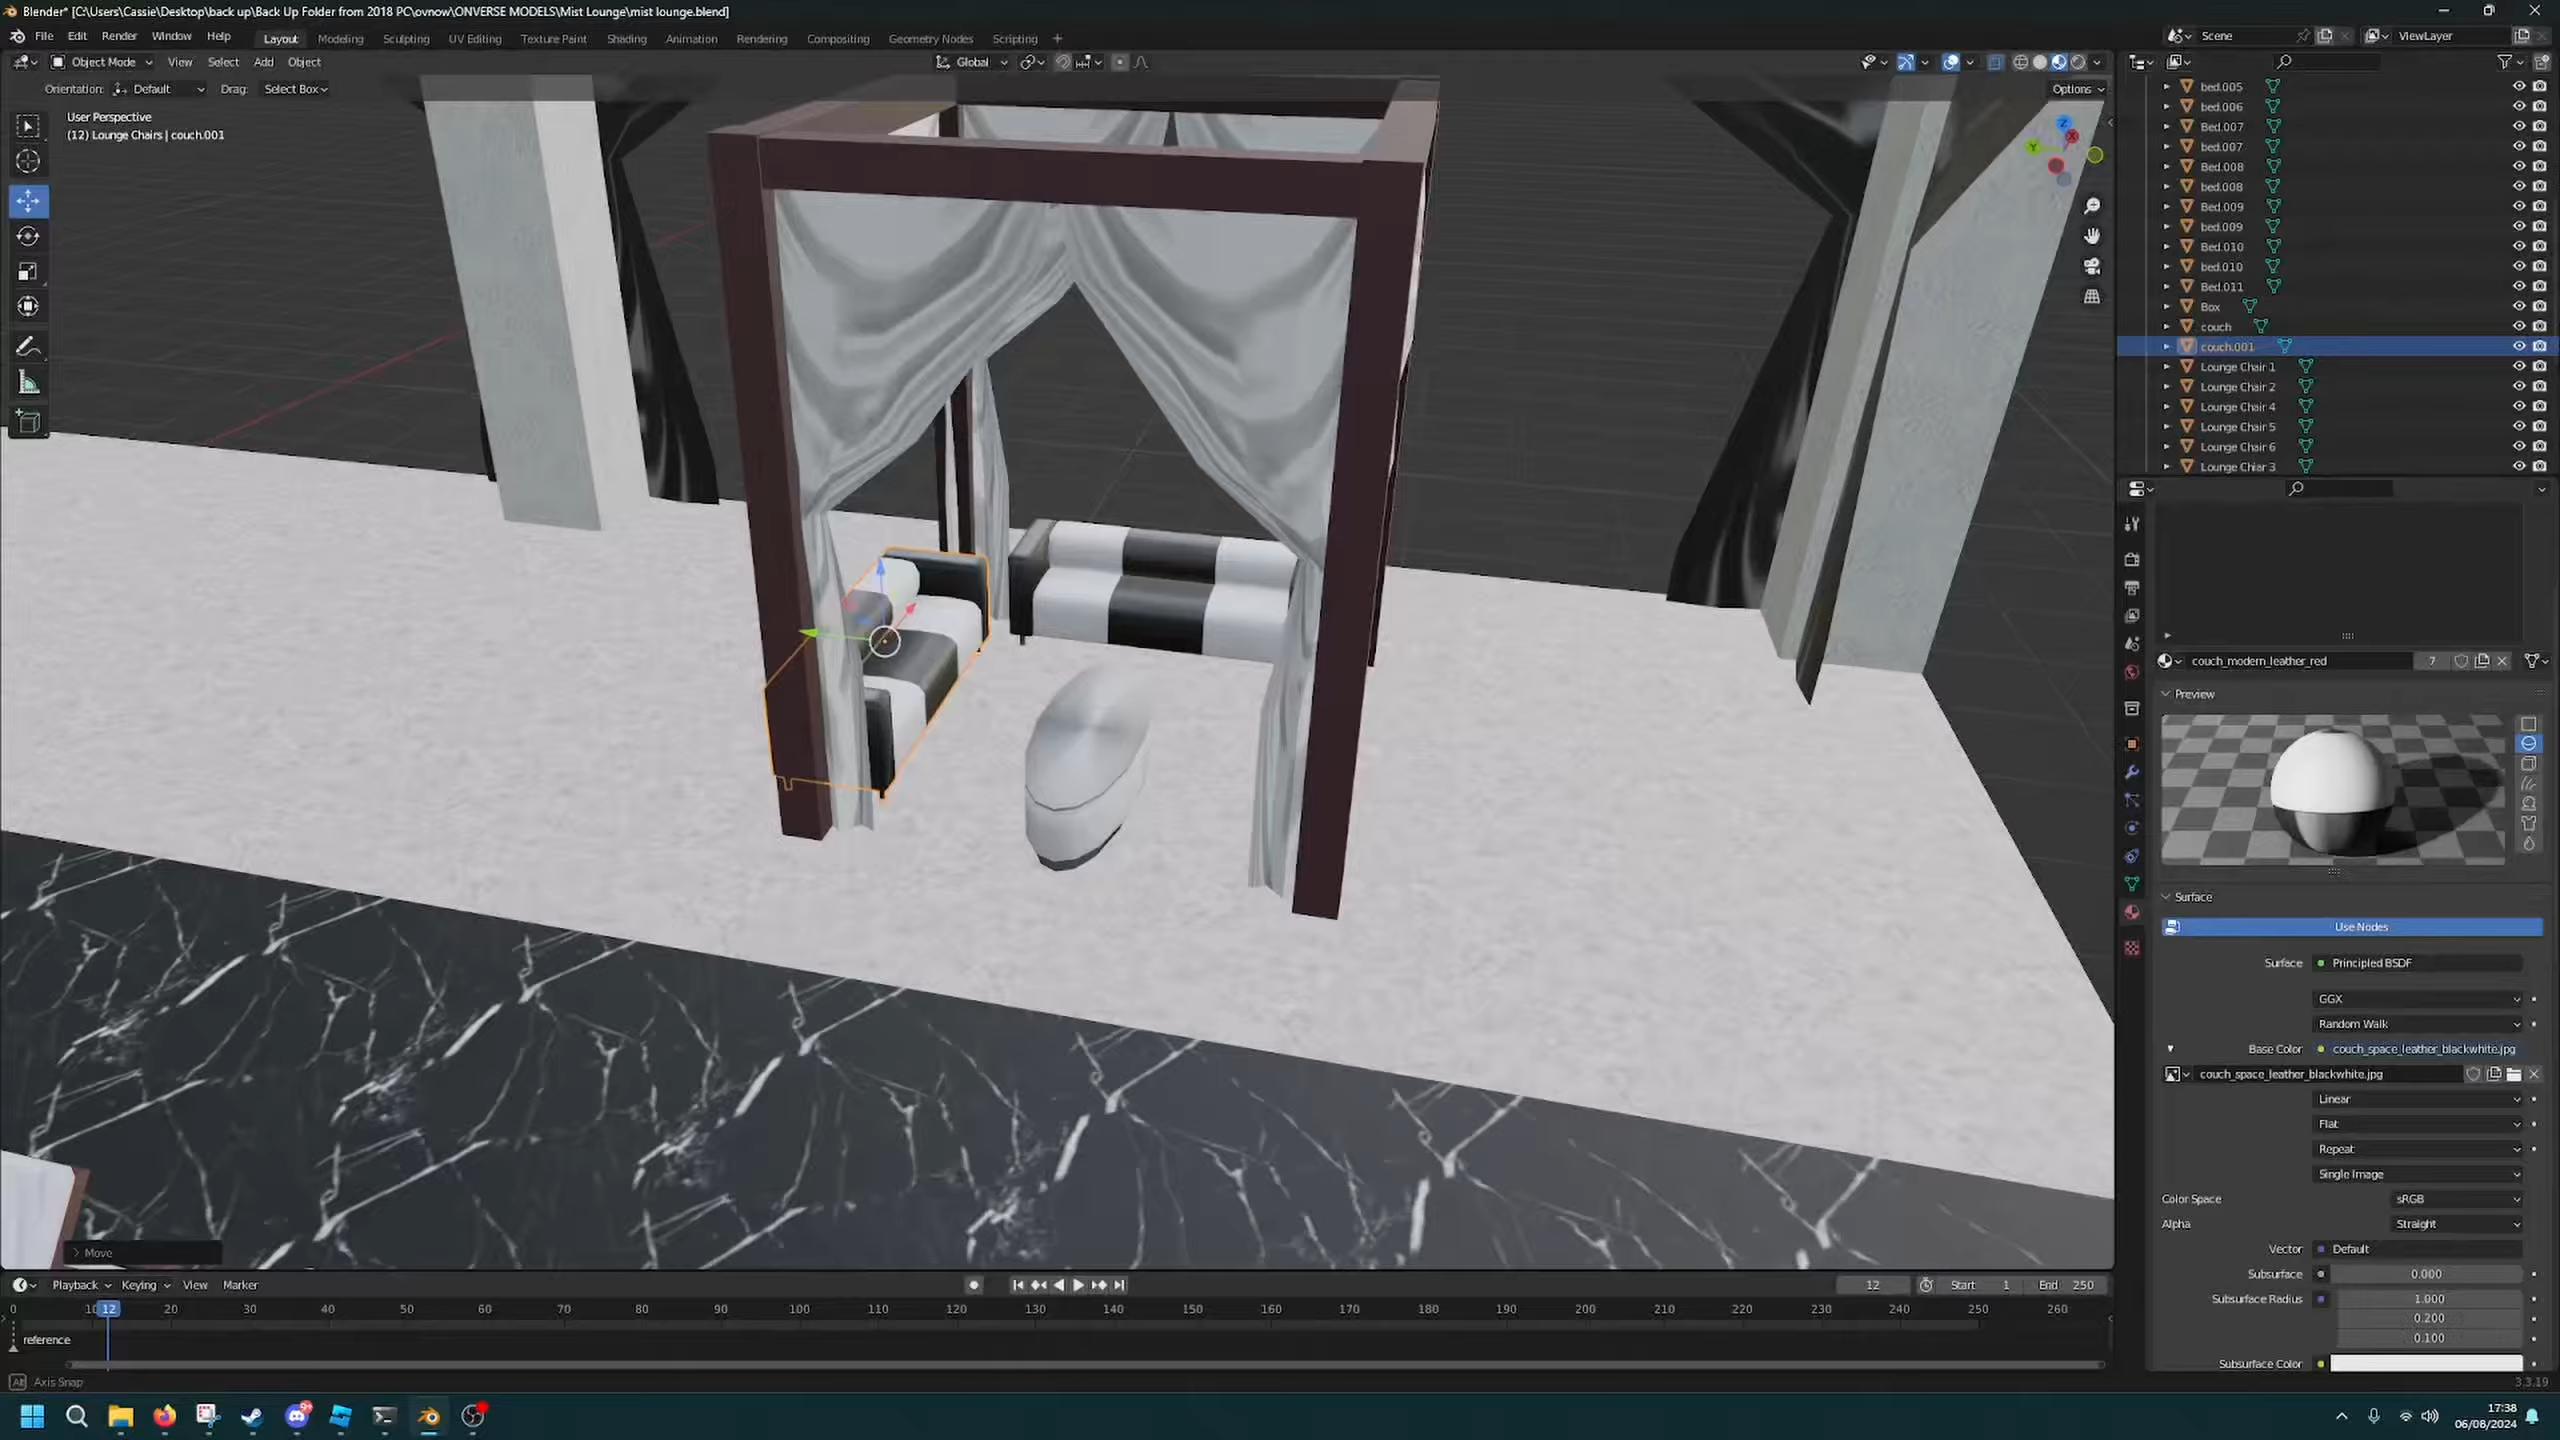 Blender* [C:\Users\Cassie\Desktop\back up\Back Up Folder from 2018 PC\ovnow\ONVERSE MODELS\Mist Lounge\mist lounge.blend]
File Edit Render Window Help Layout Modeling Sculpting UV Editing Texture Paint Shading Animation Rendering Compositing Geometry Nodes Scripting + Scene ViewLayer
Object Mode View Select Add Object Global
Orientation: Default Drag: Select Box Options
User Perspective
(12) Lounge Chairs | couch.001
Z
X
Y
bed.005
bed.006
Bed.007
bed.007
Bed.008
bed.008
Bed.009
bed.009
Bed.010
bed.010
Bed.011
Box
couch
couch.001
Lounge Chair 1
Lounge Chair 2
Lounge Chair 4
Lounge Chair 5
Lounge Chair 6
Lounge Chiar 3
couch_modern_leather_red 7
Preview
Surface
Use Nodes
Surface Principled BSDF
GGX
Random Walk
Base Color couch_space_leather_blackwhite.jpg
couch_space_leather_blackwhite.jpg
Linear
Flat
Repeat
Single Image
Color Space sRGB
Alpha Straight
Vector Default
Subsurface 0.000
Subsurface Radius 1.000
0.200
0.100
Subsurface Color
Move
Playback Keying View Marker 12 Start 1 End 250
0 10 12 20 30 40 50 60 70 80 90 100 110 120 130 140 150 160 170 180 190 200 210 220 230 240 250 260
reference
Alt Axis Snap
3.3.19
9+
17:38
06/08/2024